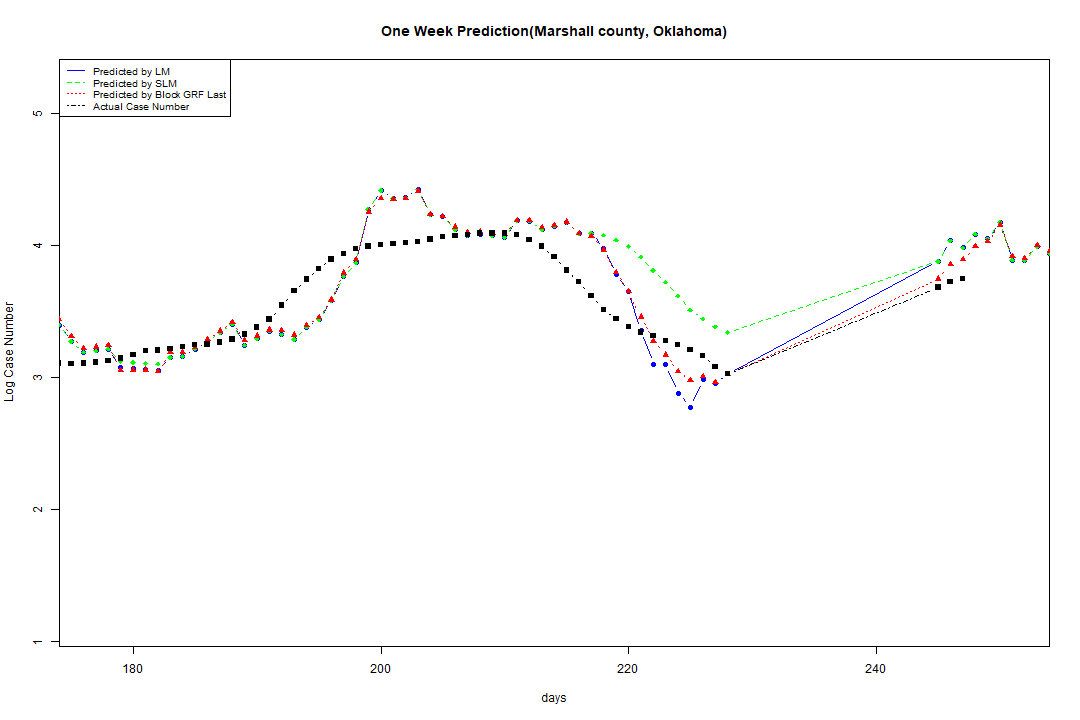 One Week Prediction(Marshall county, Oklahoma)
Predicted by LM
Predicted by SLM
Predicted by Block GRF Last
Actual Case Number
5
4
3
2
1
Log Case Number
180 200 220 240
days